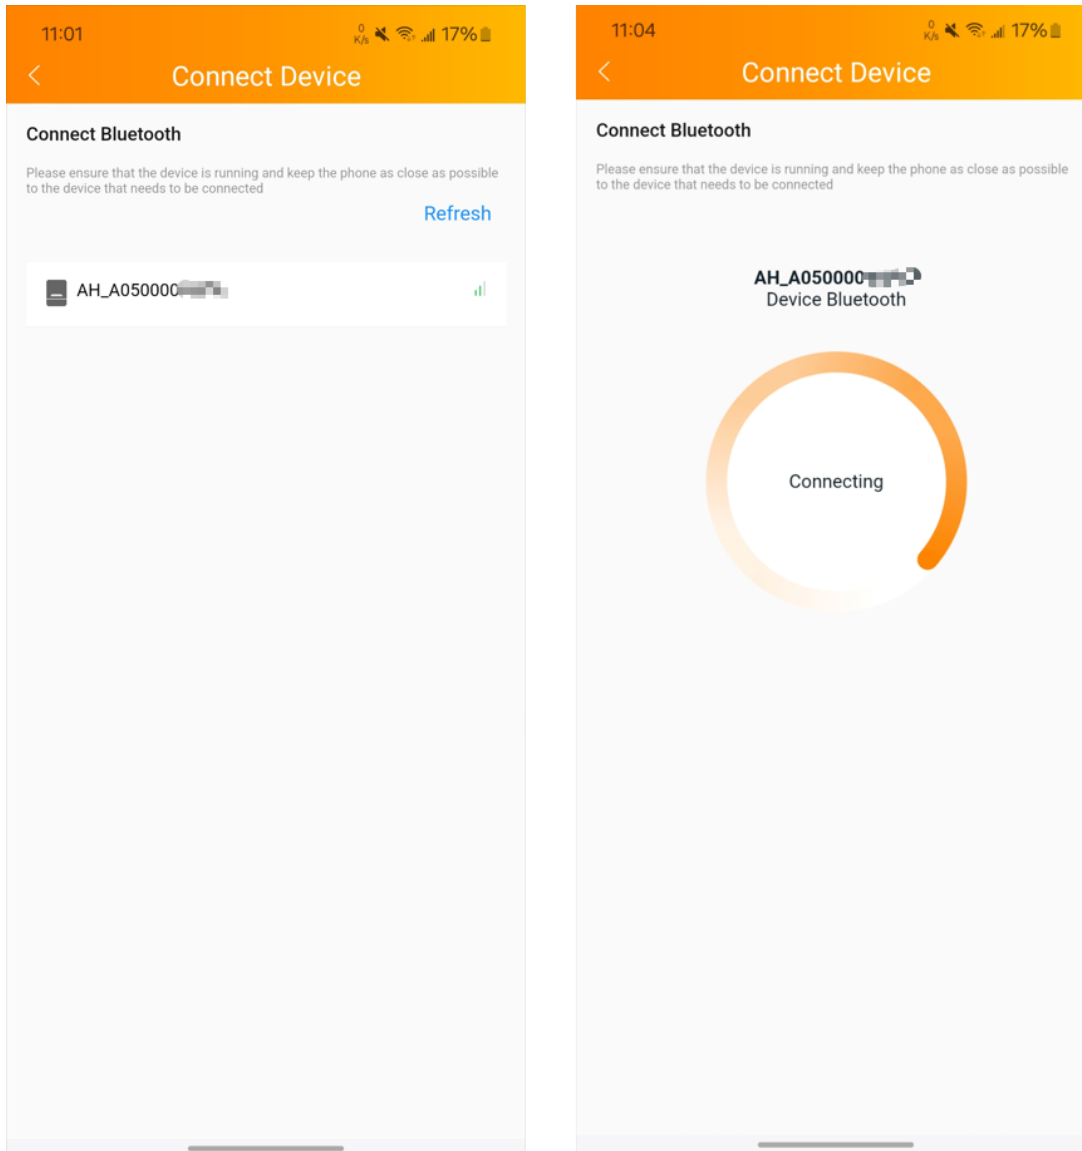 11:01
0
K/s
17%
Connect Device
Connect Bluetooth
Please ensure that the device is running and keep the phone as close as possible
to the device that needs to be connected
Refresh
AH_A050000
11:04
0
K/s
17%
Connect Device
Connect Bluetooth
Please ensure that the device is running and keep the phone as close as possible
to the device that needs to be connected
AH_A050000
Device Bluetooth
Connecting